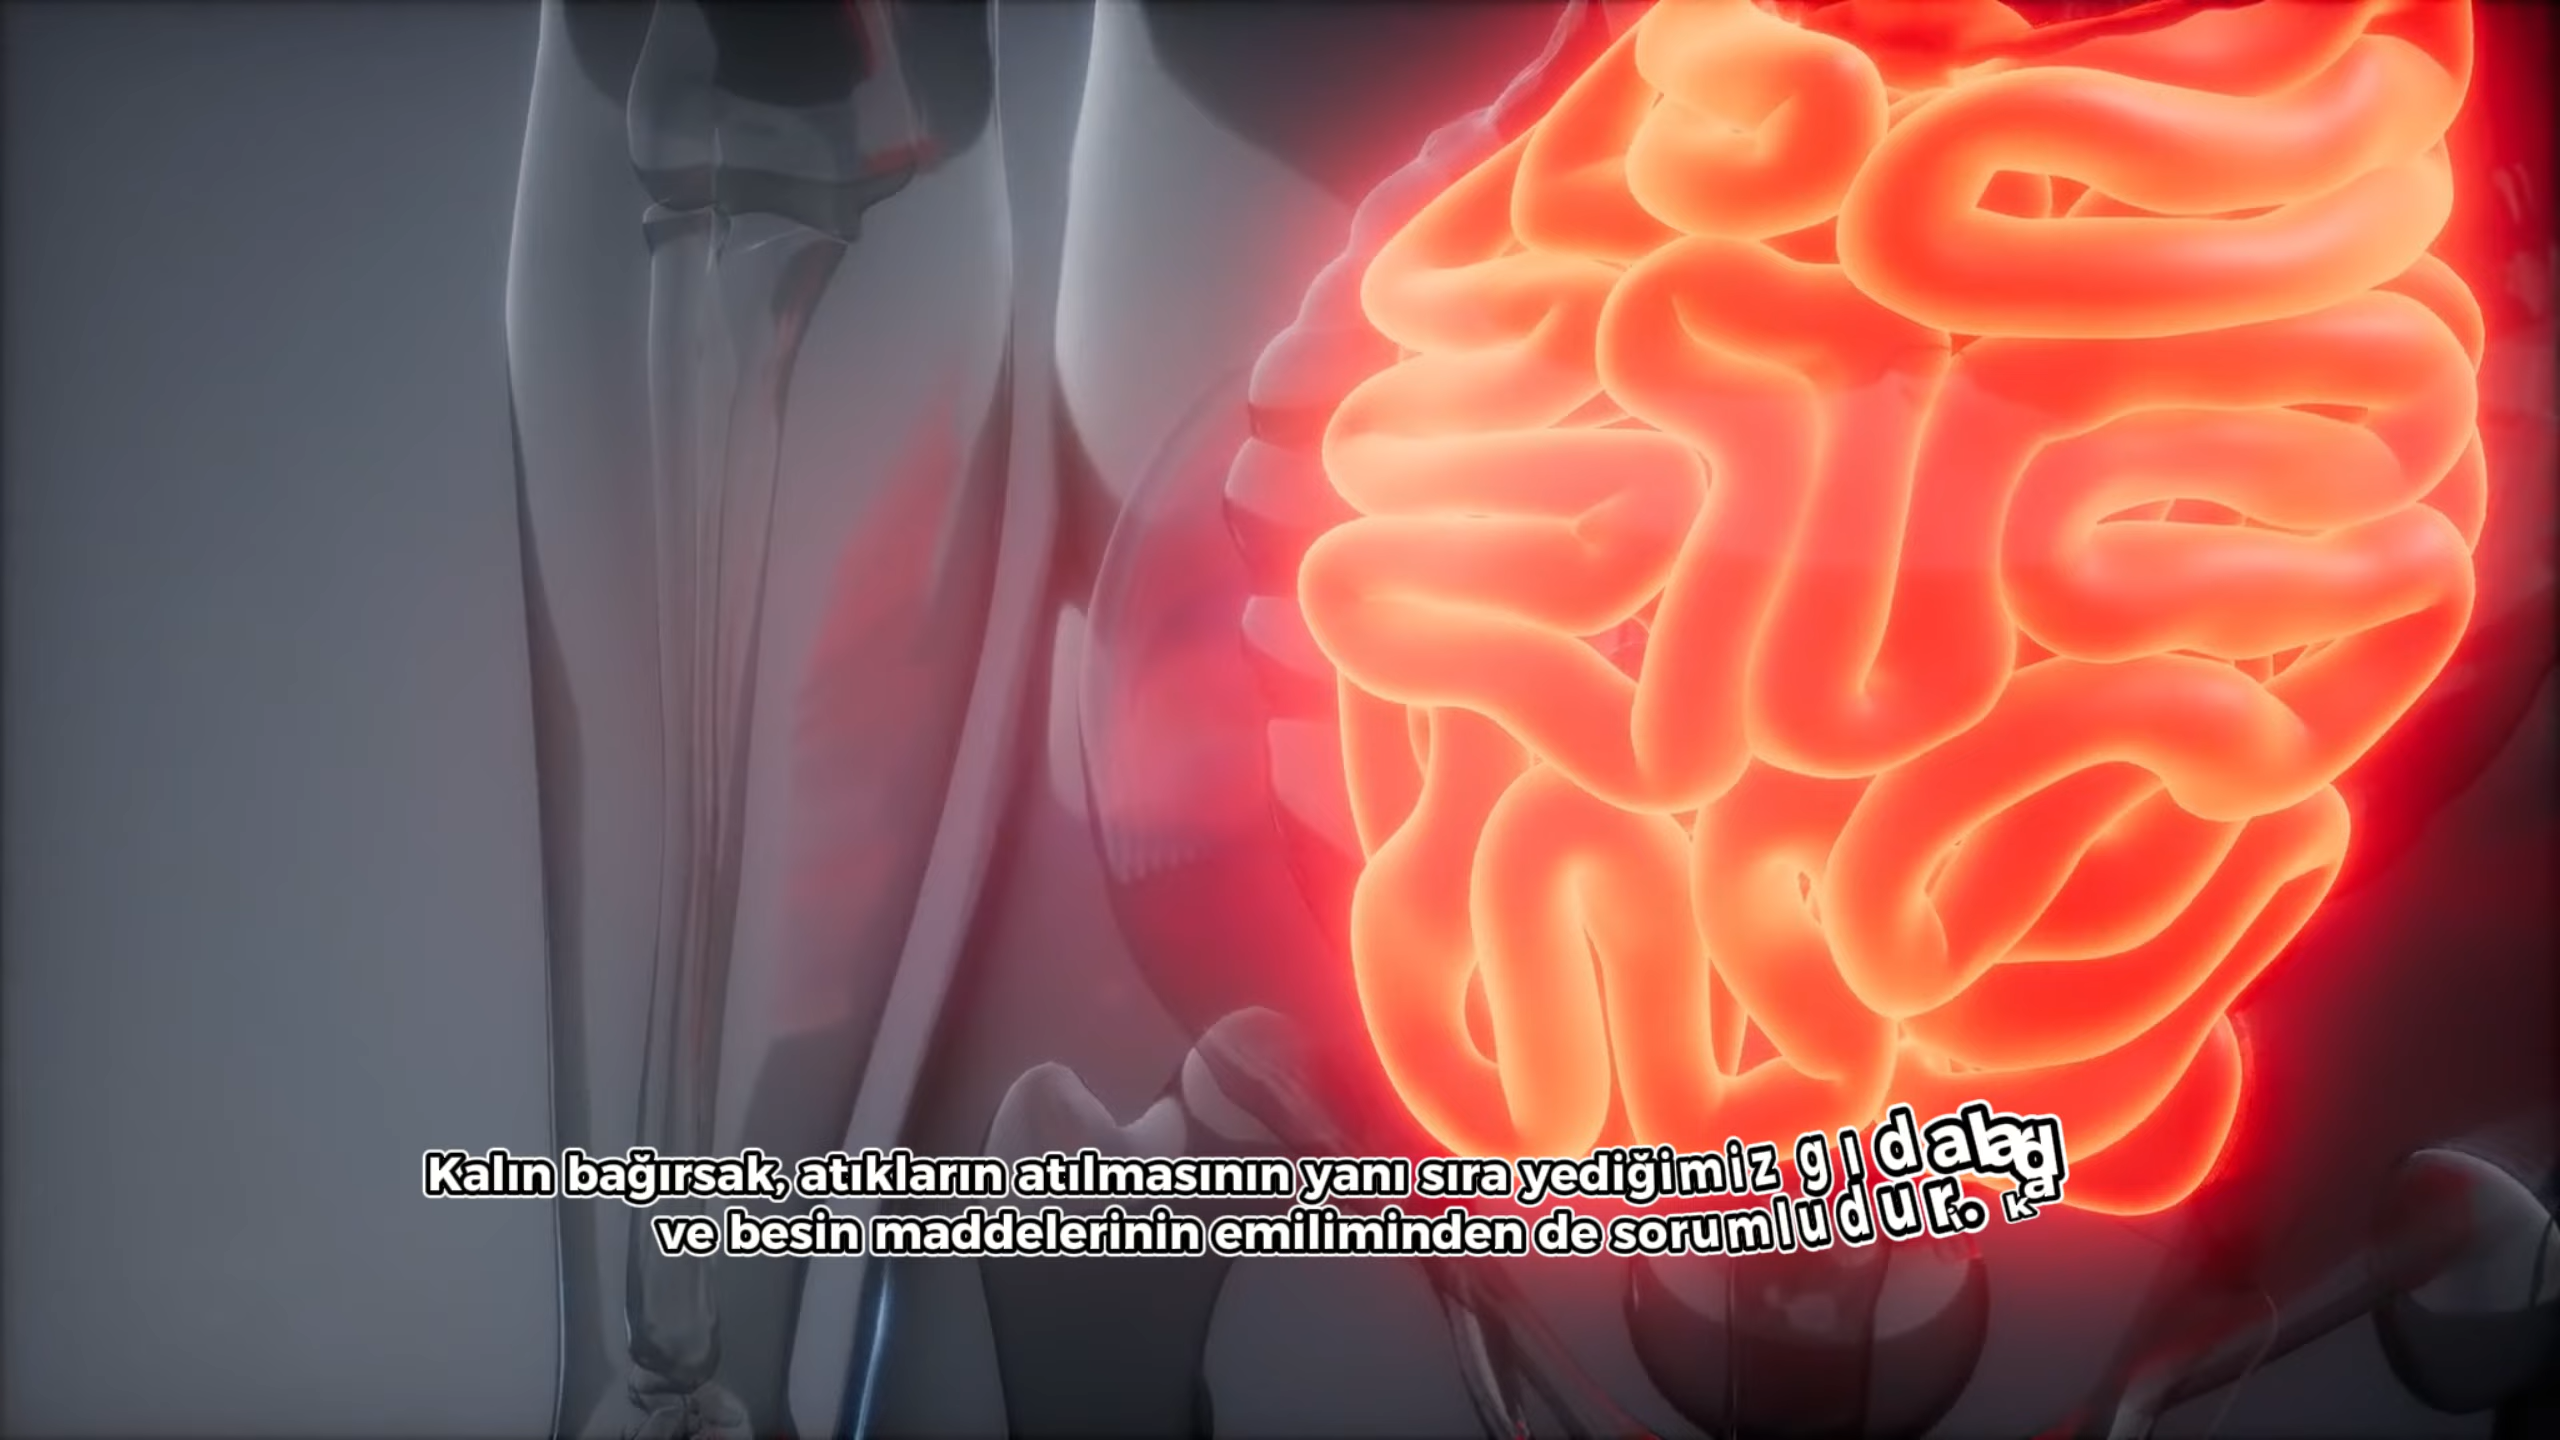 Kalın bağırsak, atıkların atılmasının yanı sıra yediğimiz
ve besin maddelerinin emiliminden de sorumludur.